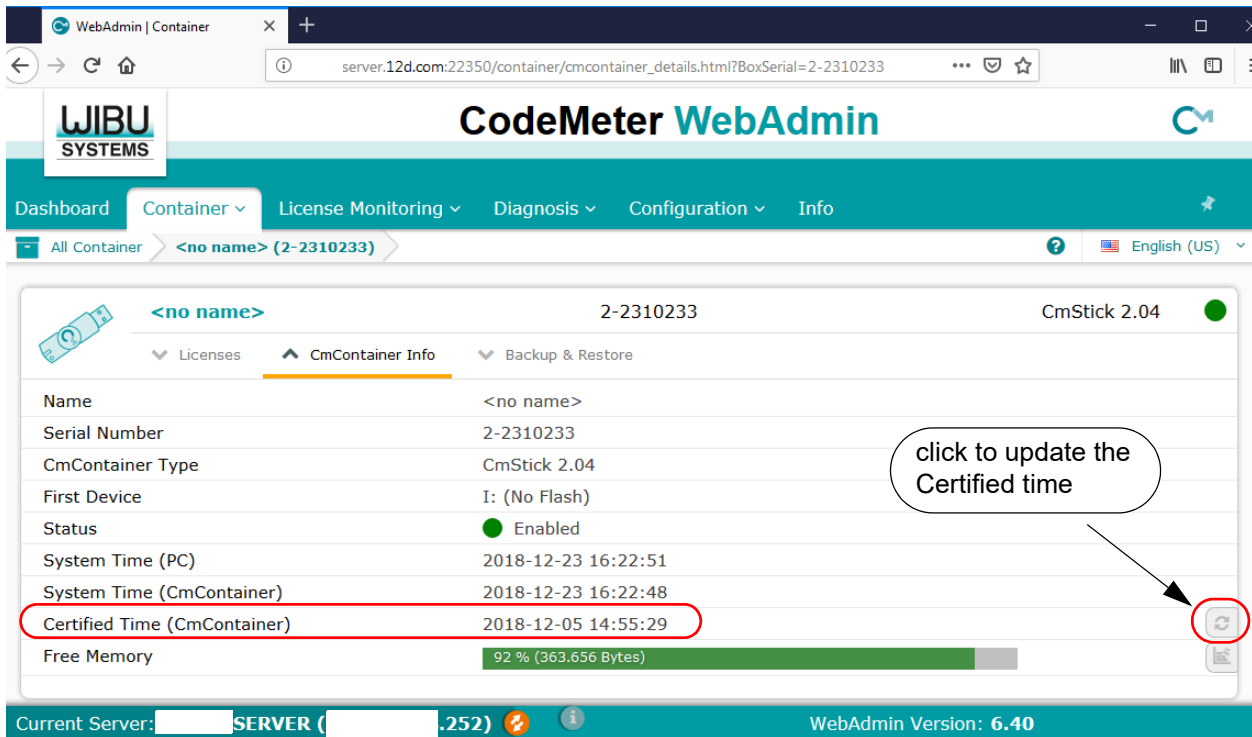 WebAdmin | Container
server.12d.com:22350/container/cmcontainer_details.html?BoxSerial=2-2310233
WIBU
SYSTEMS
CodeMeter WebAdmin
Dashboard Container License Monitoring Diagnosis Configuration Info
All Container <no name> (2-2310233) English (US)
<no name> 2-2310233 CmStick 2.04
Licenses CmContainer Info Backup & Restore
Name <no name>
Serial Number 2-2310233
CmContainer Type CmStick 2.04
First Device I: (No Flash)
Status Enabled
System Time (PC) 2018-12-23 16:22:51
System Time (CmContainer) 2018-12-23 16:22:48
Certified Time (CmContainer) 2018-12-05 14:55:29
Free Memory 92 % (363.656 Bytes)
click to update the
Certified time
Current Server: SERVER ( .252) WebAdmin Version: 6.40